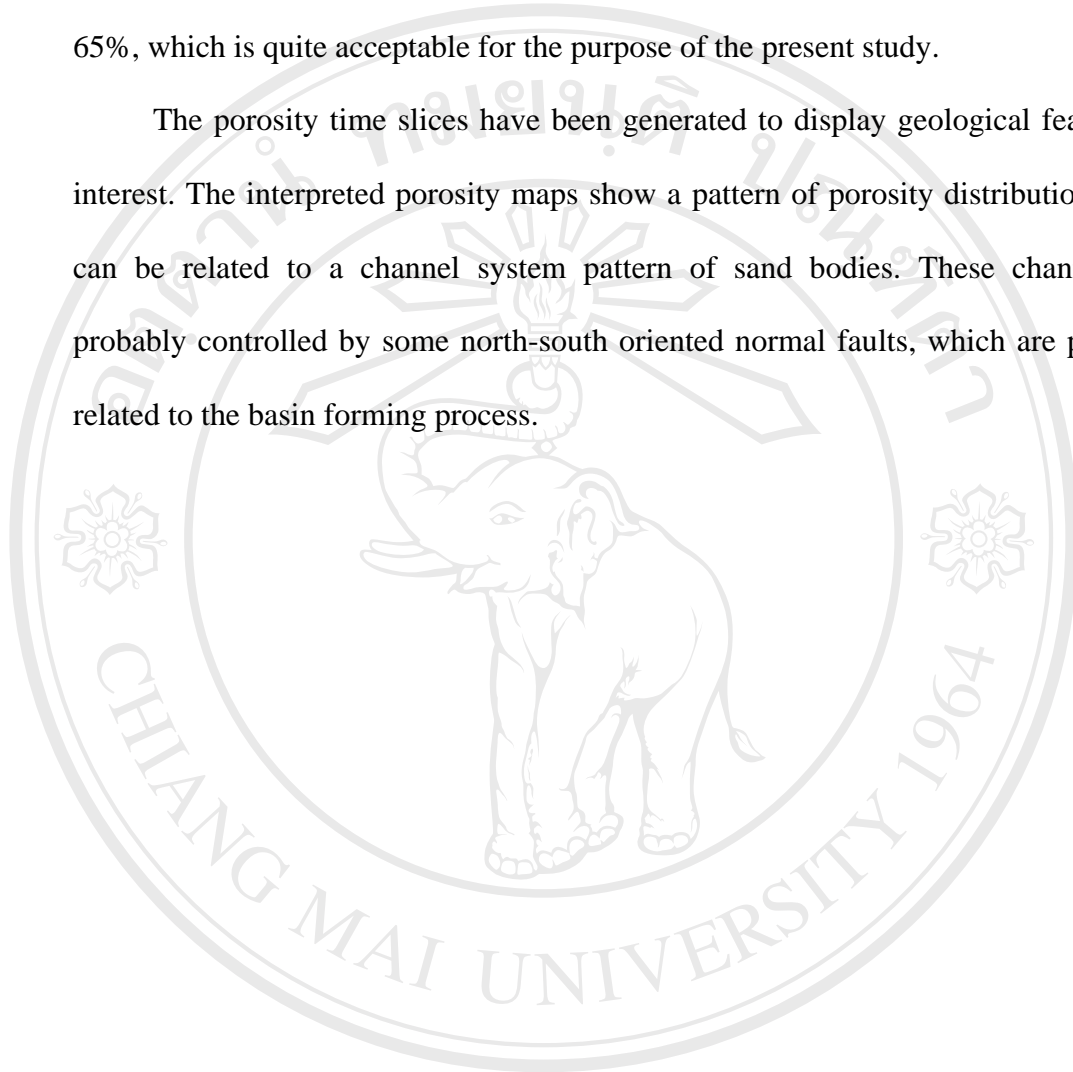 65%, which is quite acceptable for the purpose of the present study.
The porosity time slices have been generated to display geological fea
interest. The interpreted porosity maps show a pattern of porosity distributio
can be related to a channel system pattern of sand bodies. These chan
probably controlled by some north-south oriented normal faults, which are p
related to the basin forming process.
CHIANG MAI UNIVERSITY 1964